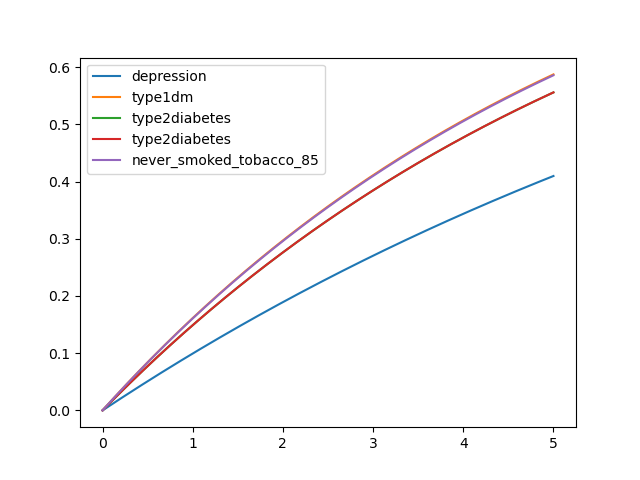 0.6
0.5
0.4
0.3
0.2
0.1
0.0
depression
type1dm
type2diabetes
type2diabetes
never_smoked_tobacco_85
0 1 2 3 4 5